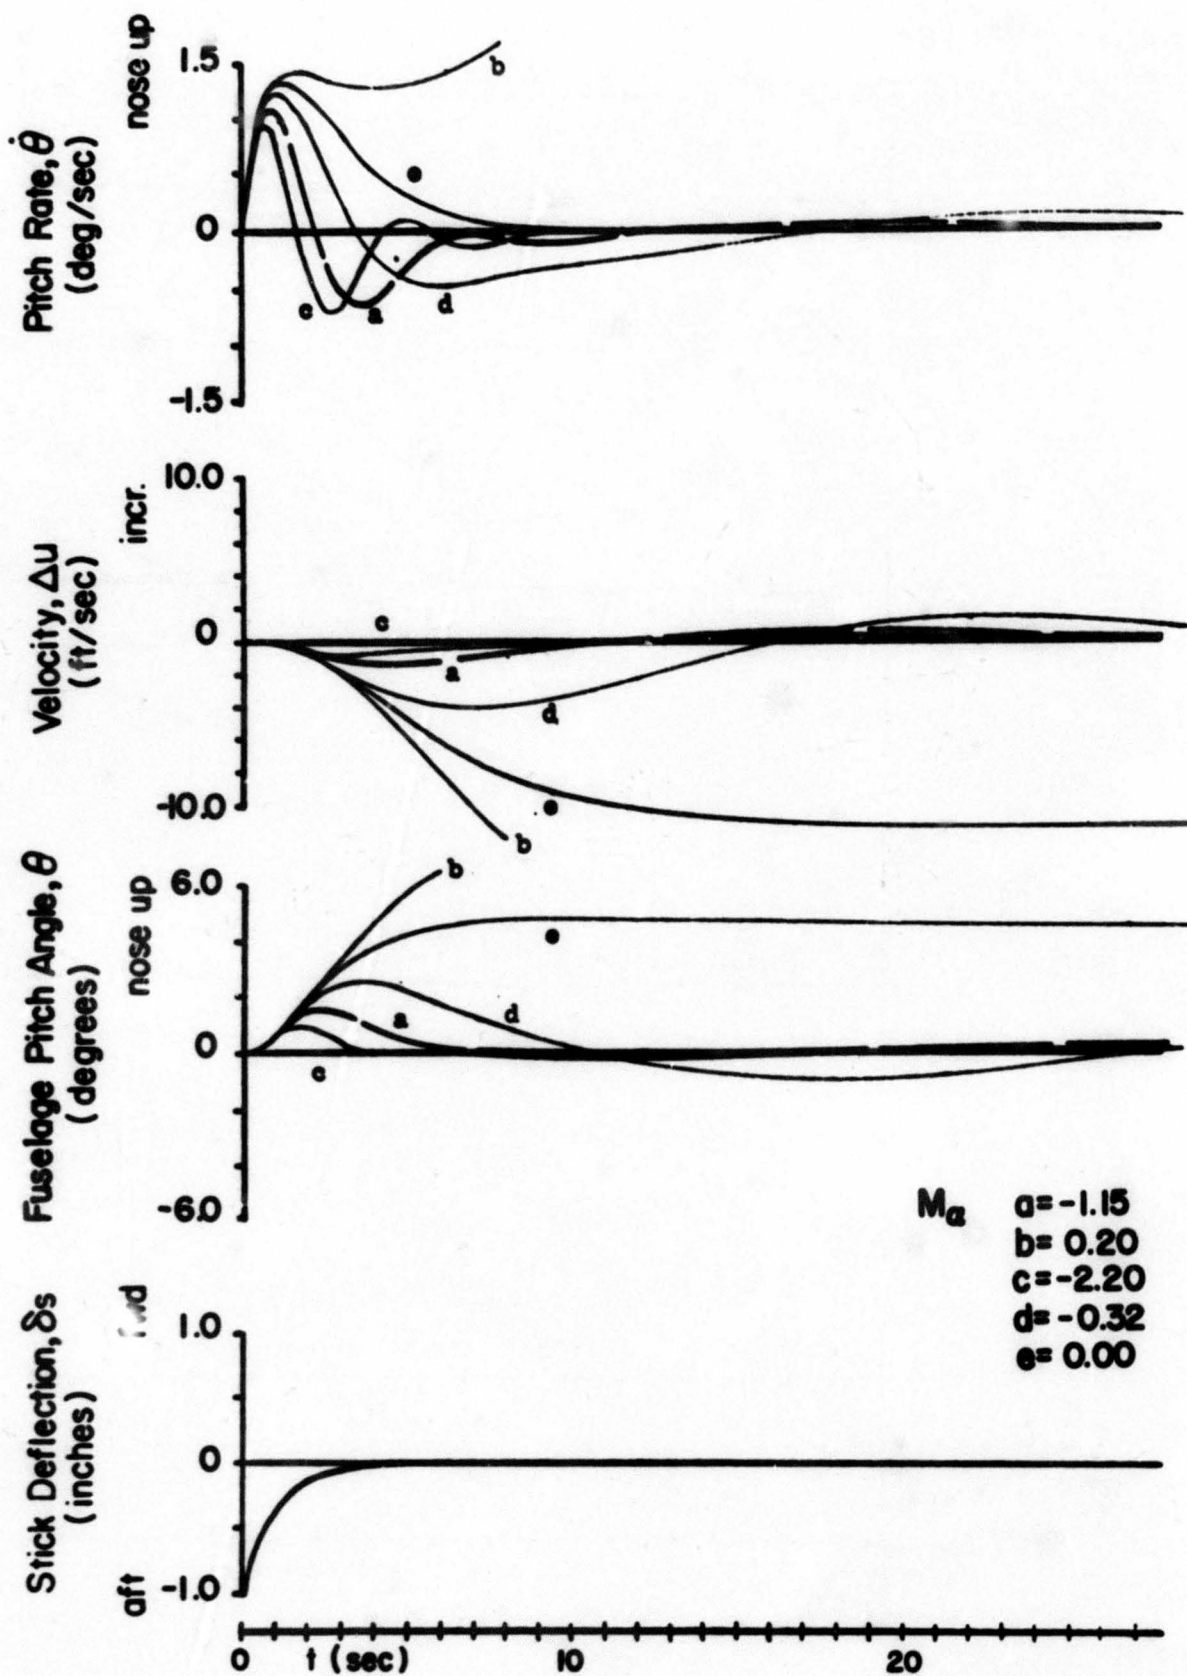 Pitch Rate, θ̇
(deg/sec)
nose up
1.5
0
-1.5
b
e
c
a
d
Velocity, Δu
(ft/sec)
incr.
10.0
0
-10.0
c
a
d
e
b
Fuselage Pitch Angle, θ
(degrees)
nose up
6.0
0
-6.0
b
e
a
d
c
Mα
a= -1.15
b= 0.20
c= -2.20
d= -0.32
e= 0.00
Stick Deflection, δs
(inches)
aft
1.0
0
-1.0
0
t (sec)
10
20